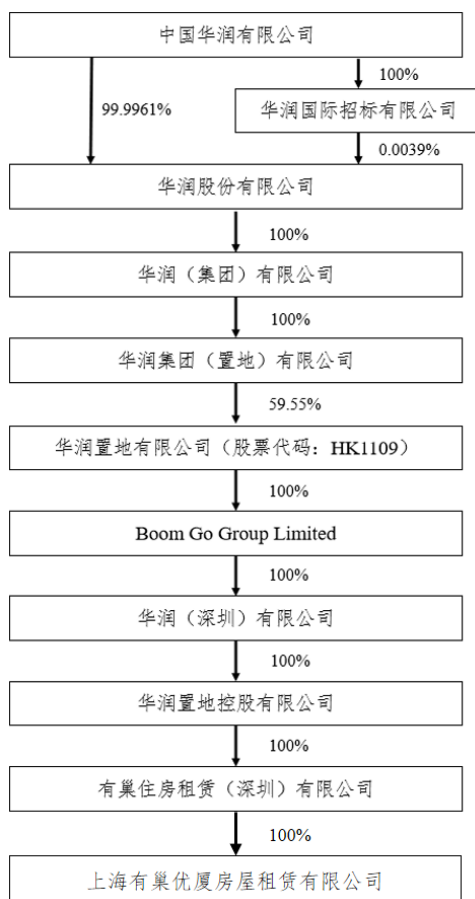 中国华润有限公司
100%
99.9961%
华润国际招标有限公司
0.0039%
华润股份有限公司
100%
华润（集团）有限公司
100%
华润集团（置地）有限公司
59.55%
华润置地有限公司（股票代码：HK1109）
100%
Boom Go Group Limited
100%
华润（深圳）有限公司
100%
华润置地控股有限公司
100%
有巢住房租赁（深圳）有限公司
100%
上海有巢优厦房屋租赁有限公司